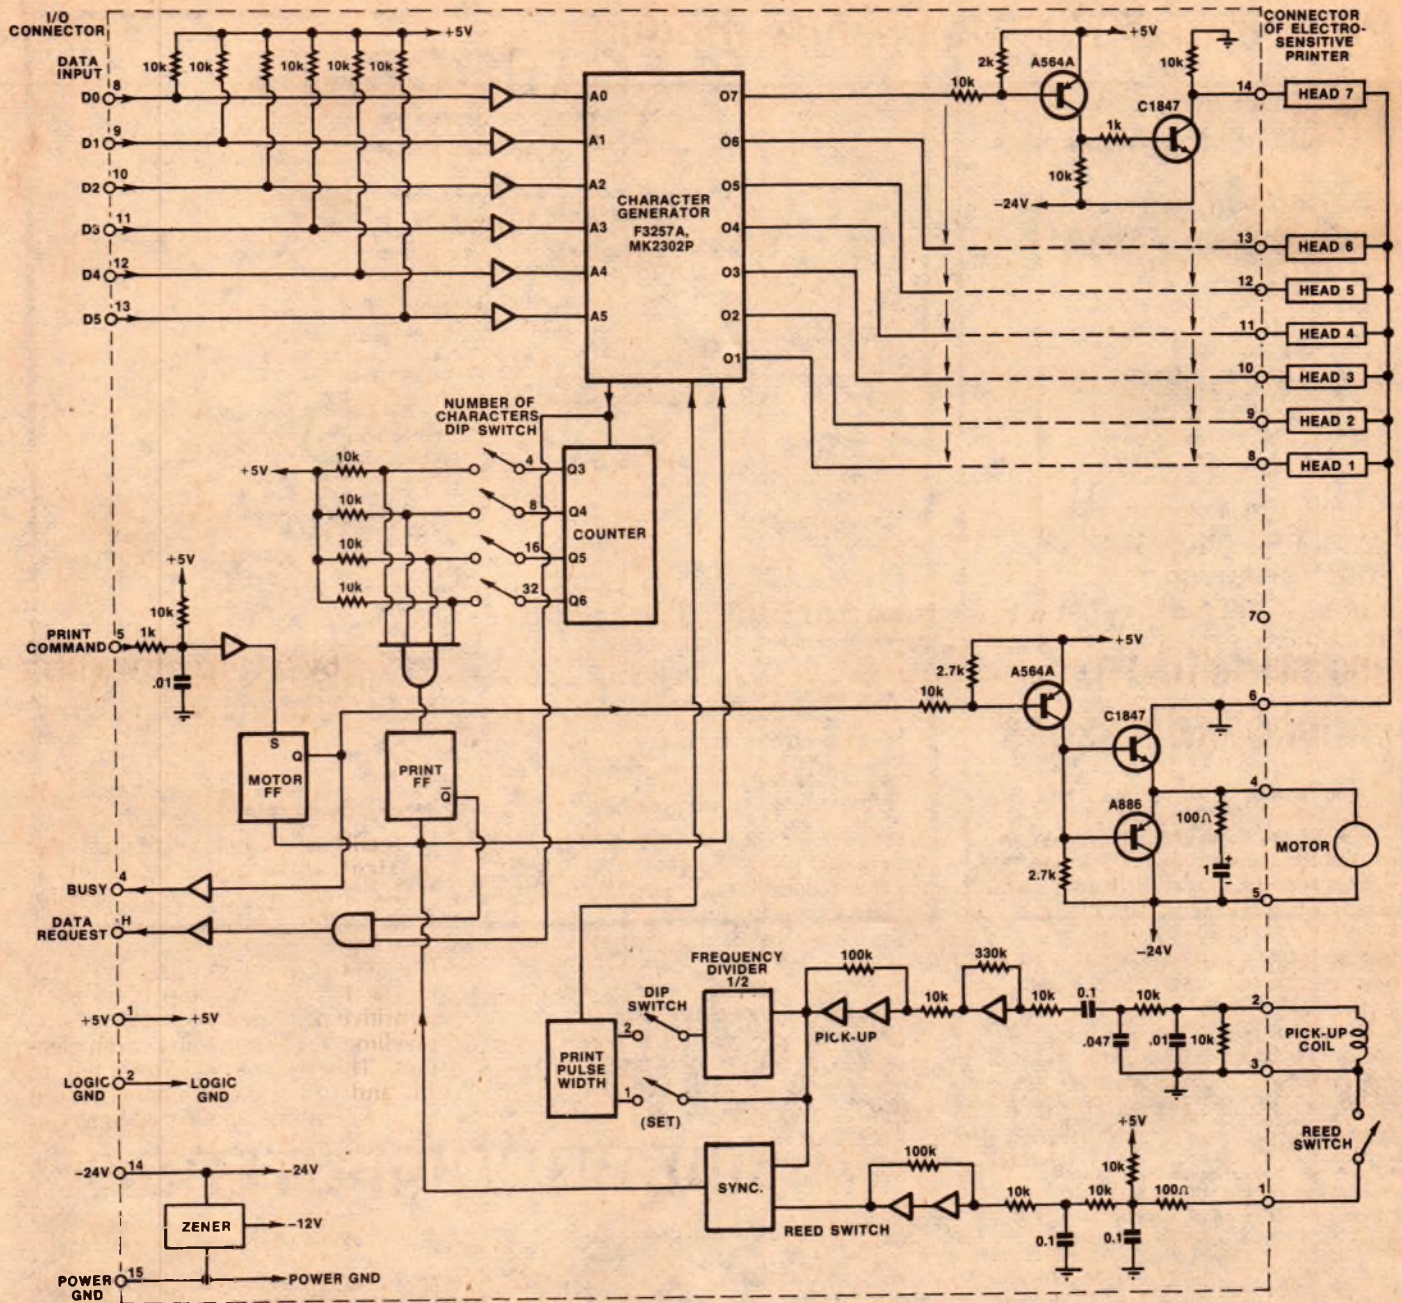 I/O
CONNECTOR
DATA
INPUT
8
D0
9
D1
10
D2
11
D3
12
D4
13
D5
10k
10k
10k
10k
10k
10k
+5V
A0
A1
A2
A3
A4
A5
CHARACTER
GENERATOR
F3257A,
MK2302P
O7
O6
O5
O4
O3
O2
O1
10k
2k
A564A
+5V
10k
C1847
1k
10k
-24V
CONNECTOR
OF ELECTRO-
SENSITIVE
PRINTER
14
HEAD 7
13
HEAD 6
12
HEAD 5
11
HEAD 4
10
HEAD 3
9
HEAD 2
8
HEAD 1
7
NUMBER OF
CHARACTERS
DIP SWITCH
+5V
10k
10k
10k
10k
4
8
16
32
Q3
Q4
Q5
Q6
COUNTER
+5V
10k
PRINT
COMMAND
5
1k
.01
S
Q
MOTOR
FF
PRINT
FF
Q̅
BUSY
4
DATA
REQUEST
H
+5V
1
+5V
LOGIC
GND
2
LOGIC
GND
-24V
14
-24V
ZENER
-12V
POWER
GND
15
POWER GND
10k
2.7k
A564A
+5V
C1847
6
4
A886
100Ω
1
+
-
2.7k
5
-24V
MOTOR
FREQUENCY
DIVIDER
1/2
DIP
SWITCH
2
1
(SET)
PRINT
PULSE
WIDTH
100k
PICK-UP
10k
330k
10k
0.1
10k
.047
.01
10k
2
3
PICK-UP
COIL
REED
SWITCH
SYNC.
100k
REED SWITCH
10k
0.1
10k
+5V
10k
0.1
100Ω
1